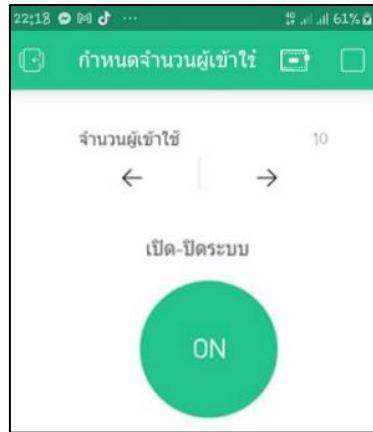 22:18 ... 4G 61%
กำหนดจำนวนผู้เข้าใช้
จำนวนผู้เข้าใช้ 10
เปิด-ปิดระบบ
ON